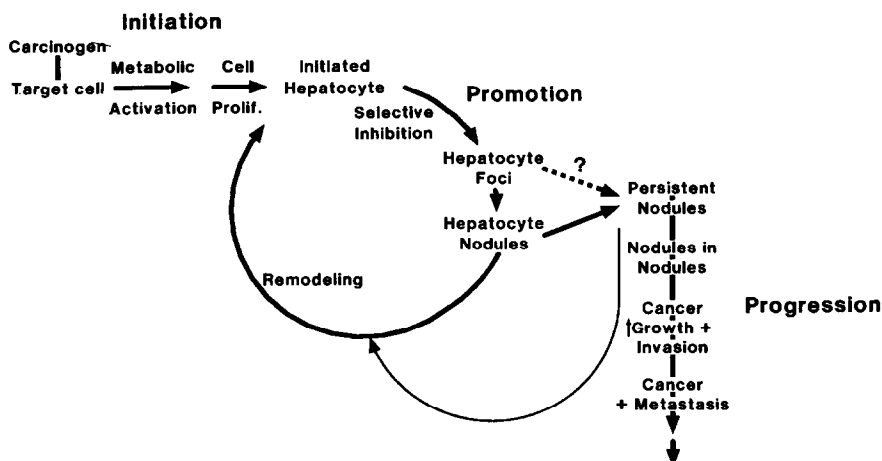 Initiation
Carcinogen
Target cell
Metabolic
Activation
Cell
Prolif.
Initiated
Hepatocyte
Selective
Inhibition
Promotion
Hepatocyte
Foci
?
Hepatocyte
Nodules
Remodeling
Persistent
Nodules
Nodules in
Nodules
Cancer
↑Growth +
Invasion
Cancer
+ Metastasis
Progression